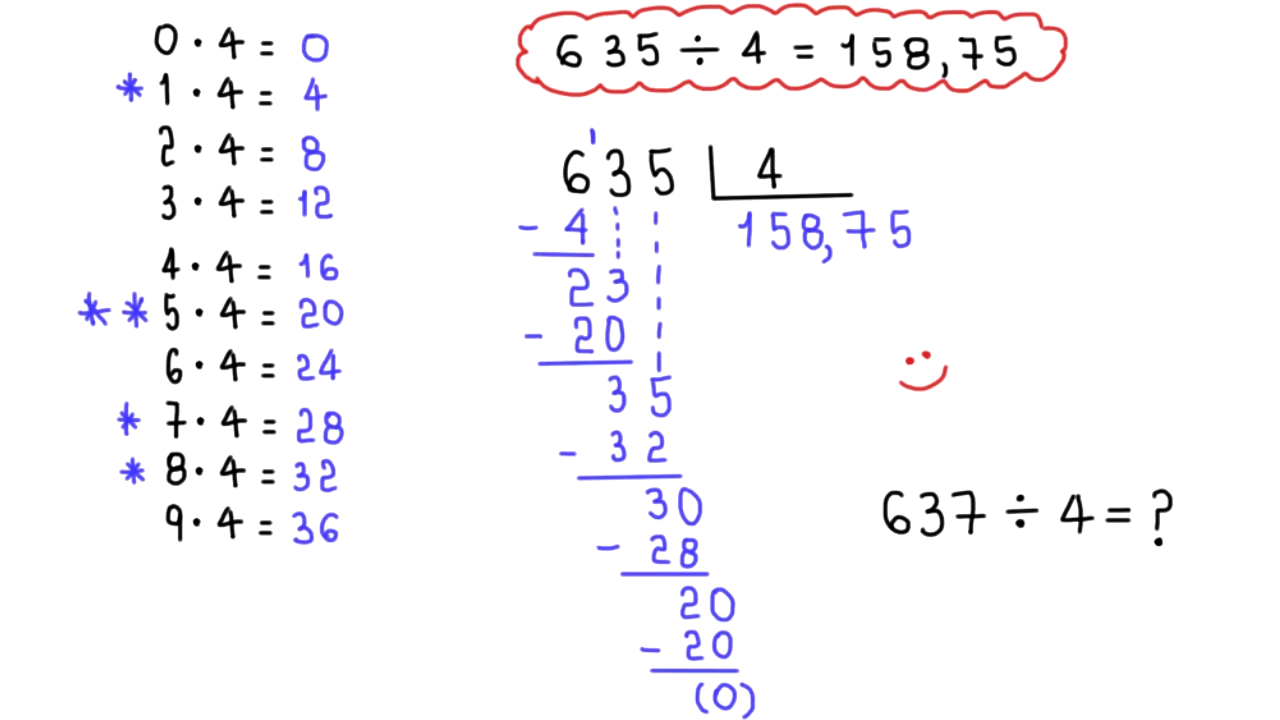 0 · 4 = 0
* 1 · 4 = 4
2 · 4 = 8
3 · 4 = 12
4 · 4 = 16
* * 5 · 4 = 20
6 · 4 = 24
* 7 · 4 = 28
* 8 · 4 = 32
9 · 4 = 36
635 ÷ 4 = 158,75
6'35 4
- 4 158,75
23
- 20
35
- 32
30
- 28
20
- 20
(0)
637 ÷ 4 = ?